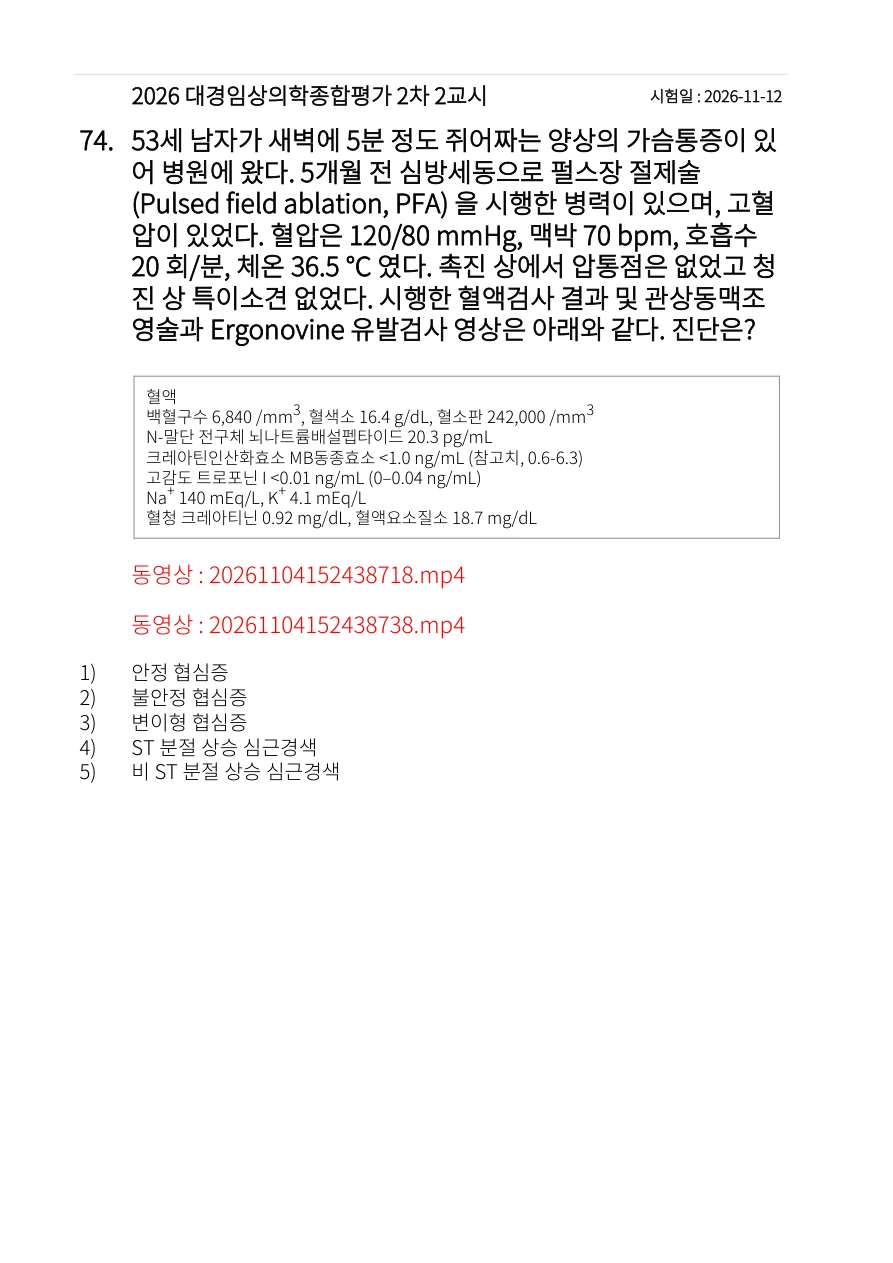 2026 대경임상의학종합평가 2차 2교시
시험일 : 2026-11-12
74. 53세 남자가 새벽에 5분 정도 쥐어짜는 양상의 가슴통증이 있
어 병원에 왔다. 5개월 전 심방세동으로 펄스장 절제술
(Pulsed field ablation, PFA) 을 시행한 병력이 있으며, 고혈
압이 있었다. 혈압은 120/80 mmHg, 맥박 70 bpm, 호흡수
20 회/분, 체온 36.5 ℃ 였다. 촉진 상에서 압통점은 없었고 청
진 상 특이소견 없었다. 시행한 혈액검사 결과 및 관상동맥조
영술과 Ergonovine 유발검사 영상은 아래와 같다. 진단은?
혈액
백혈구수 6,840 /mm³, 혈색소 16.4 g/dL, 혈소판 242,000 /mm³
N-말단 전구체 뇌나트륨배설펩타이드 20.3 pg/mL
크레아틴인산화효소 MB동종효소 <1.0 ng/mL (참고치, 0.6-6.3)
고감도 트로포닌 I <0.01 ng/mL (0–0.04 ng/mL)
Na⁺ 140 mEq/L, K⁺ 4.1 mEq/L
혈청 크레아티닌 0.92 mg/dL, 혈액요소질소 18.7 mg/dL
동영상 : 20261104152438718.mp4
동영상 : 20261104152438738.mp4
1) 안정 협심증
2) 불안정 협심증
3) 변이형 협심증
4) ST 분절 상승 심근경색
5) 비 ST 분절 상승 심근경색